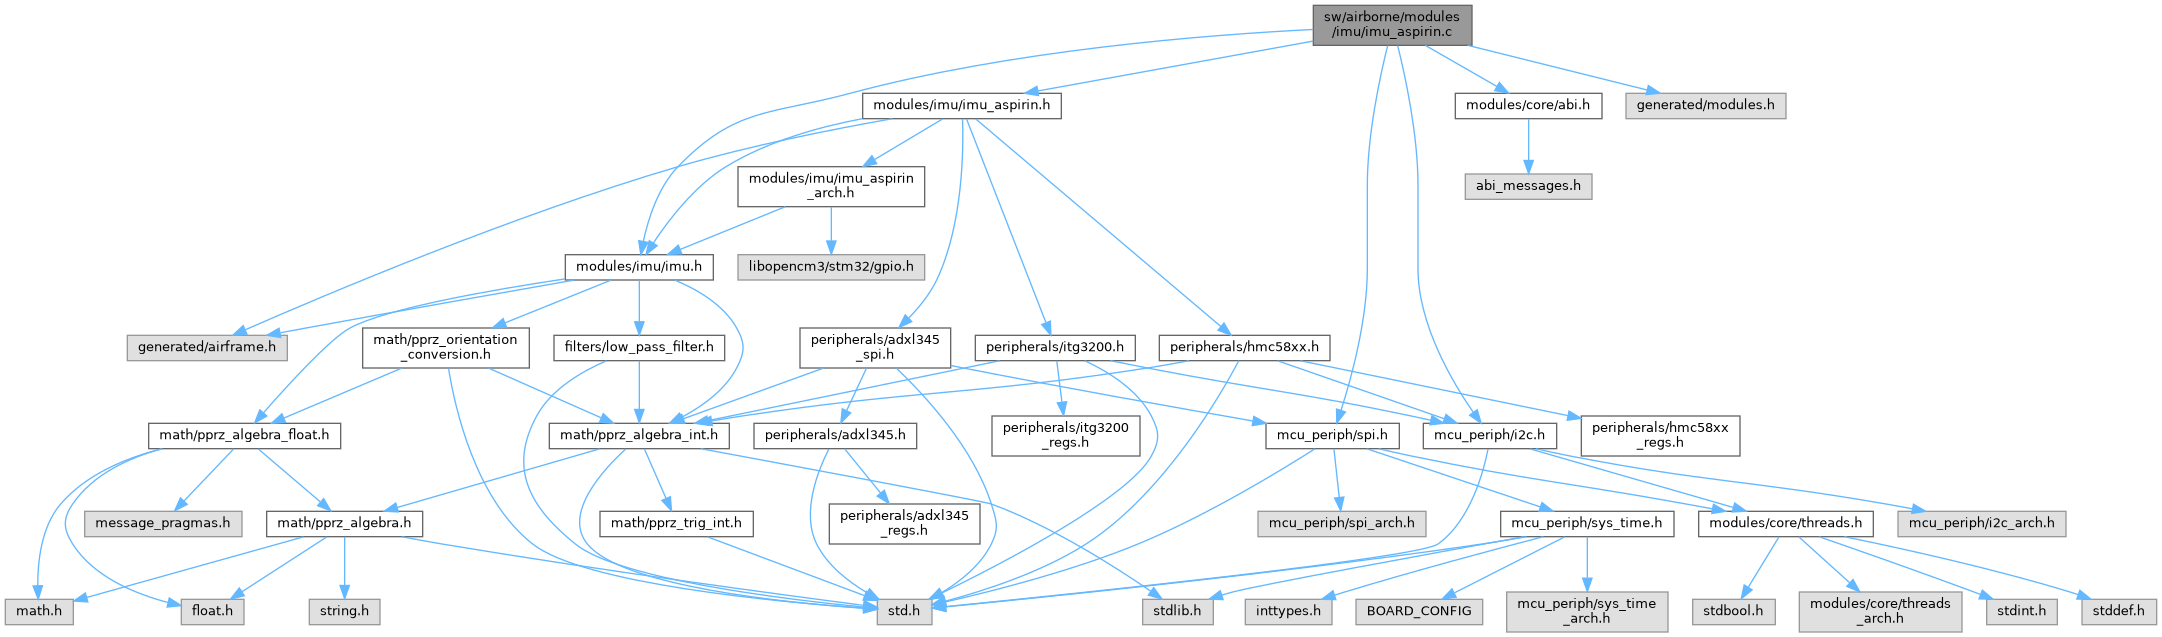 sw/airborne/modules
/imu/imu_aspirin.c
modules/imu/imu_aspirin.h
modules/core/abi.h
generated/modules.h
modules/imu/imu_aspirin
_arch.h
abi_messages.h
modules/imu/imu.h
libopencm3/stm32/gpio.h
generated/airframe.h
math/pprz_orientation
_conversion.h
filters/low_pass_filter.h
peripherals/adxl345
_spi.h
peripherals/itg3200.h
peripherals/hmc58xx.h
math/pprz_algebra_float.h
math/pprz_algebra_int.h
peripherals/adxl345.h
peripherals/itg3200
_regs.h
mcu_periph/spi.h
mcu_periph/i2c.h
peripherals/hmc58xx
_regs.h
message_pragmas.h
math/pprz_algebra.h
math/pprz_trig_int.h
peripherals/adxl345
_regs.h
mcu_periph/spi_arch.h
mcu_periph/sys_time.h
modules/core/threads.h
mcu_periph/i2c_arch.h
math.h
float.h
string.h
std.h
stdlib.h
inttypes.h
BOARD_CONFIG
mcu_periph/sys_time
_arch.h
stdbool.h
modules/core/threads
_arch.h
stdint.h
stddef.h